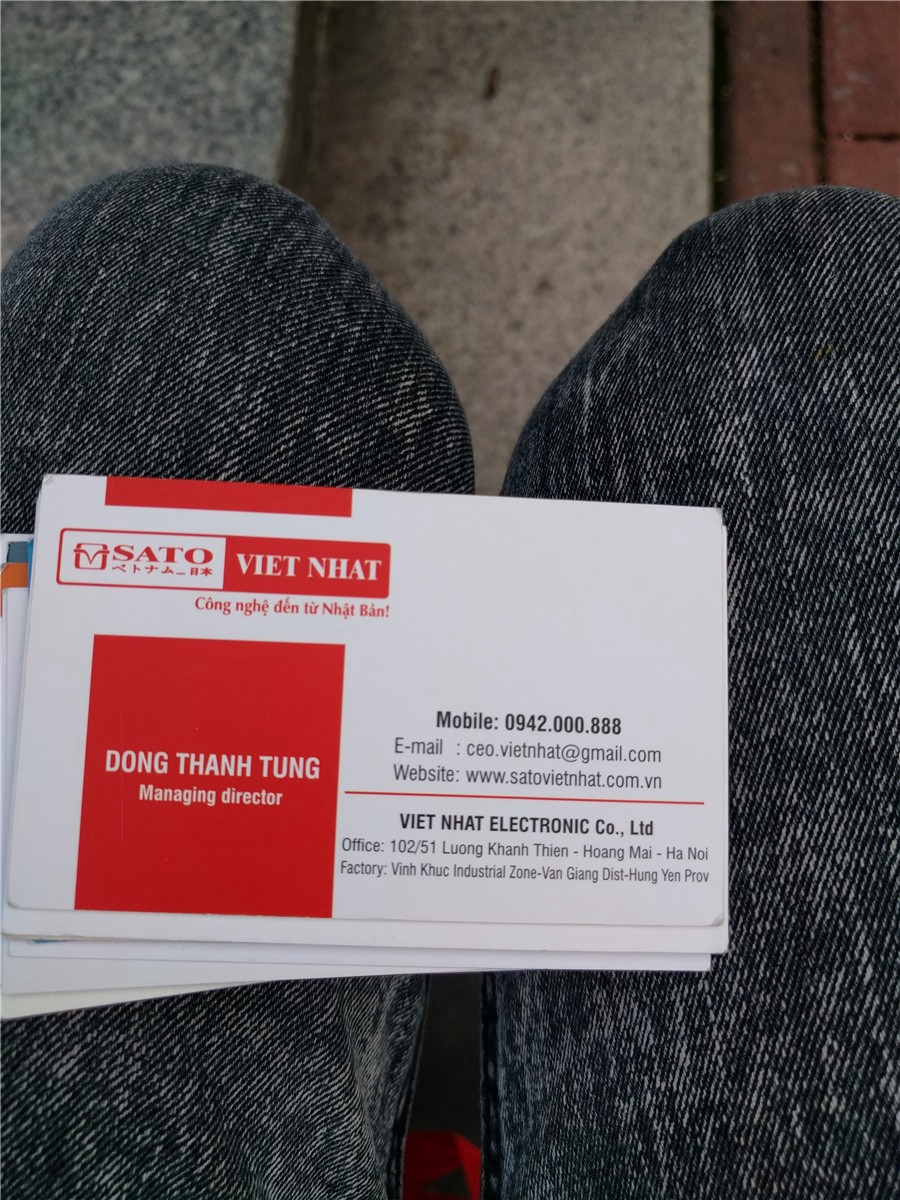 SATO
ベトナム_日本
VIET NHAT
Công nghệ đến từ Nhật Bản!
DONG THANH TUNG
Managing director
Mobile: 0942.000.888
E-mail : ceo.vietnhat@gmail.com
Website: www.satovietnhat.com.vn
VIET NHAT ELECTRONIC Co., Ltd
Office: 102/51 Luong Khanh Thien - Hoang Mai - Ha Noi
Factory: Vinh Khuc Industrial Zone-Van Giang Dist-Hung Yen Prov